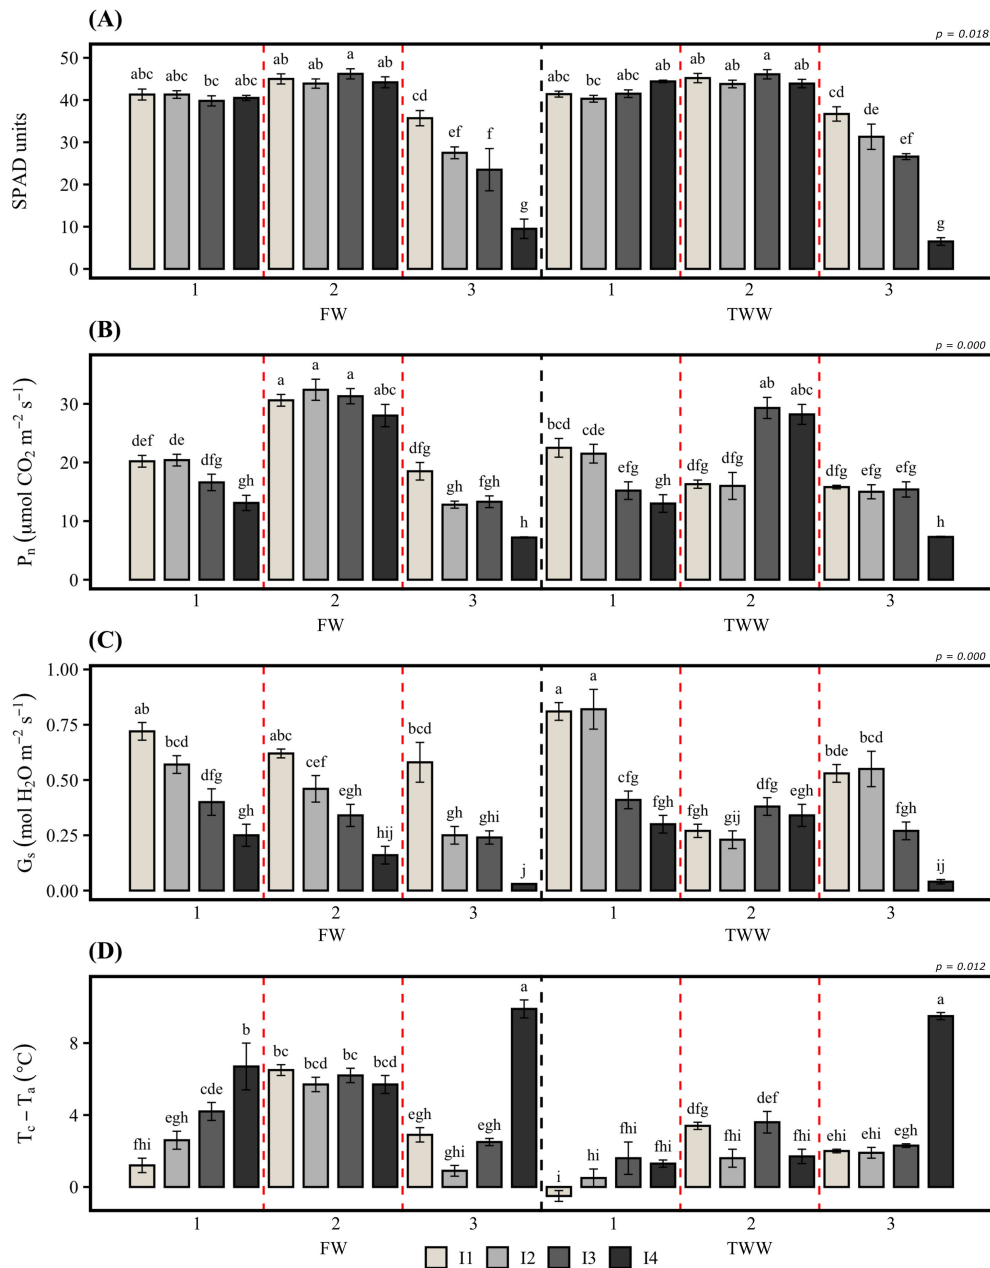 (A)
p = 0.018
SPAD units
50
40
30
20
10
0
abc abc bc abc ab ab a ab cd ef f g abc bc abc ab ab ab a ab cd de ef g
1 2 3 1 2 3
FW TWW
(B)
p = 0.000
Pn (µmol CO2 m−2 s−1)
30
20
10
0
def de dfg gh a a a abc dfg gh fgh h bcd cde efg gh dfg dfg ab abc dfg efg efg h
1 2 3 1 2 3
FW TWW
(C)
p = 0.000
Gs (mol H2O m−2 s−1)
1.00
0.75
0.50
0.25
0.00
ab bcd dfg gh abc cef egh hij bcd gh ghi j a a cfg fgh fgh gij dfg egh bde bcd fgh ij
1 2 3 1 2 3
FW TWW
(D)
p = 0.012
Tc − Ta (°C)
8
4
0
fhi egh cde b bc bcd bc bcd egh ghi egh a i hi fhi fhi dfg fhi def fhi ehi ehi egh a
1 2 3 1 2 3
FW TWW
I1 I2 I3 I4